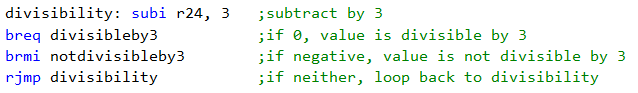 divisibility: subi r24, 3 ;subtract by 3
breq divisibleby3 ;if 0, value is divisible by 3
brmi notdivisibleby3 ;if negative, value is not divisible by 3
rjmp divisibility ;if neither, loop back to divisibility